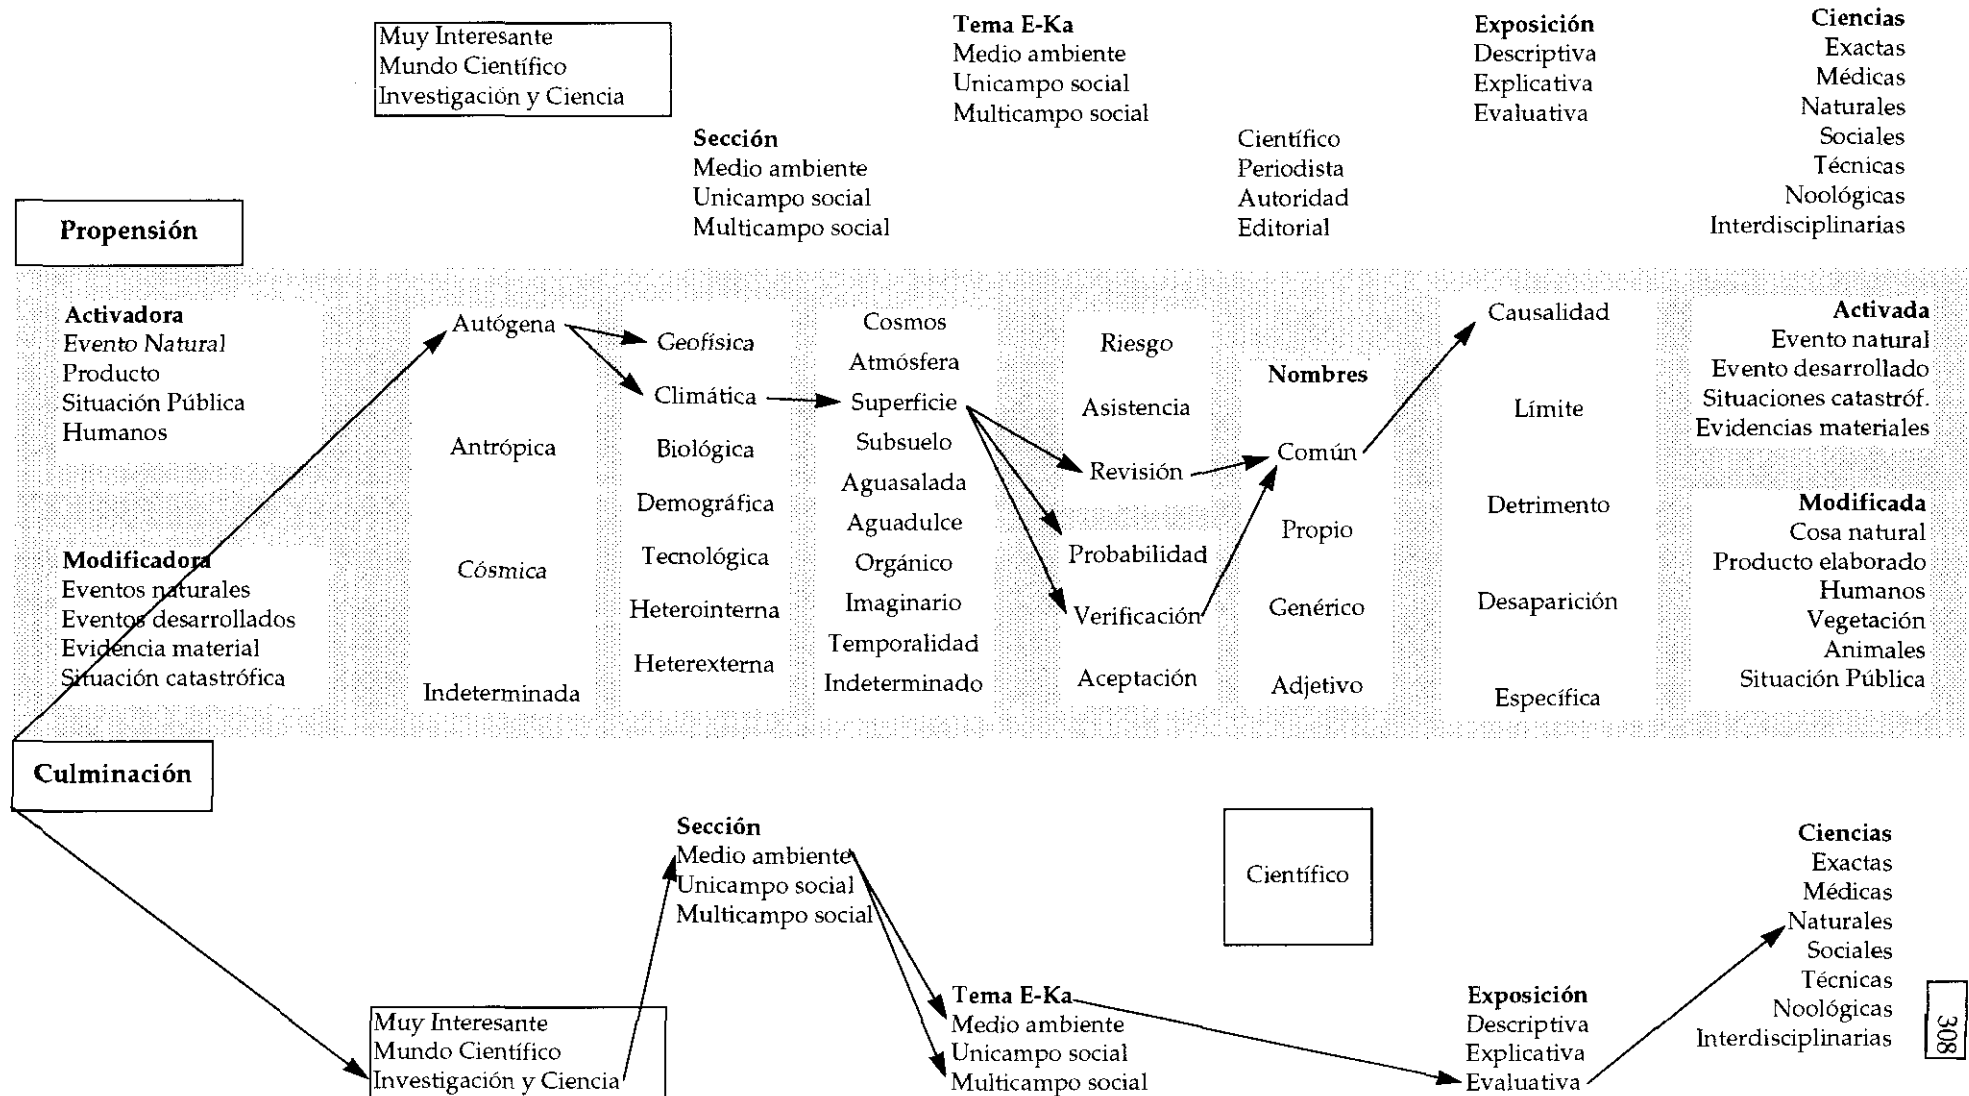 Muy Interesante
Mundo Científico
Investigación y Ciencia
Sección
Medio ambiente
Unicampo social
Multicampo social
Tema E-Ka
Medio ambiente
Unicampo social
Multicampo social
Científico
Periodista
Autoridad
Editorial
Exposición
Descriptiva
Explicativa
Evaluativa
Ciencias
Exactas
Médicas
Naturales
Sociales
Técnicas
Noológicas
Interdisciplinarias
Propensión
Activadora
Evento Natural
Producto
Situación Pública
Humanos
Modificadora
Eventos naturales
Eventos desarrollados
Evidencia material
Situación catastrófica
Autógena
Antrópica
Cósmica
Indeterminada
Geofísica
Climática
Biológica
Demográfica
Tecnológica
Heterointerna
Heterexterna
Cosmos
Atmósfera
Superficie
Subsuelo
Aguasalada
Aguadulce
Orgánico
Imaginario
Temporalidad
Indeterminado
Riesgo
Asistencia
Revisión
Probabilidad
Verificación
Aceptación
Nombres
Común
Propio
Genérico
Adjetivo
Causalidad
Límite
Detrimento
Desaparición
Específica
Activada
Evento natural
Evento desarrollado
Situaciones catastróf.
Evidencias materiales
Modificada
Cosa natural
Producto elaborado
Humanos
Vegetación
Animales
Situación Pública
Culminación
Muy Interesante
Mundo Científico
Investigación y Ciencia
Sección
Medio ambiente
Unicampo social
Multicampo social
Tema E-Ka
Medio ambiente
Unicampo social
Multicampo social
Científico
Exposición
Descriptiva
Explicativa
Evaluativa
Ciencias
Exactas
Médicas
Naturales
Sociales
Técnicas
Noológicas
Interdisciplinarias
308